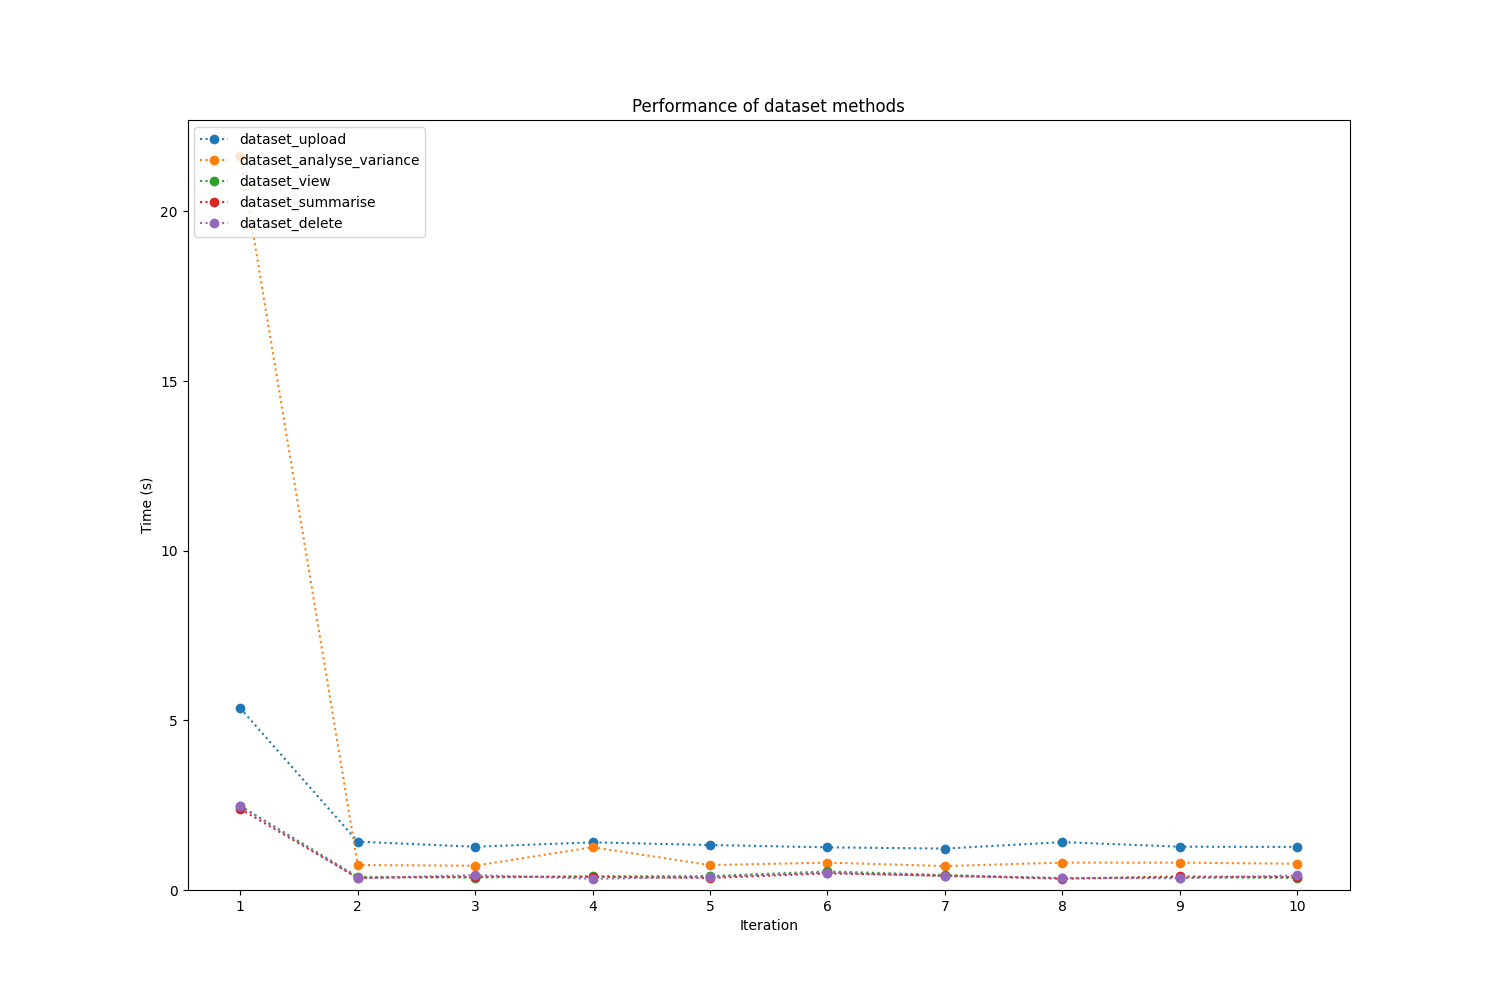 Performance of dataset methods
dataset_upload
dataset_analyse_variance
dataset_view
dataset_summarise
dataset_delete
20
15
10
5
0
Time (s)
1 2 3 4 5 6 7 8 9 10
Iteration